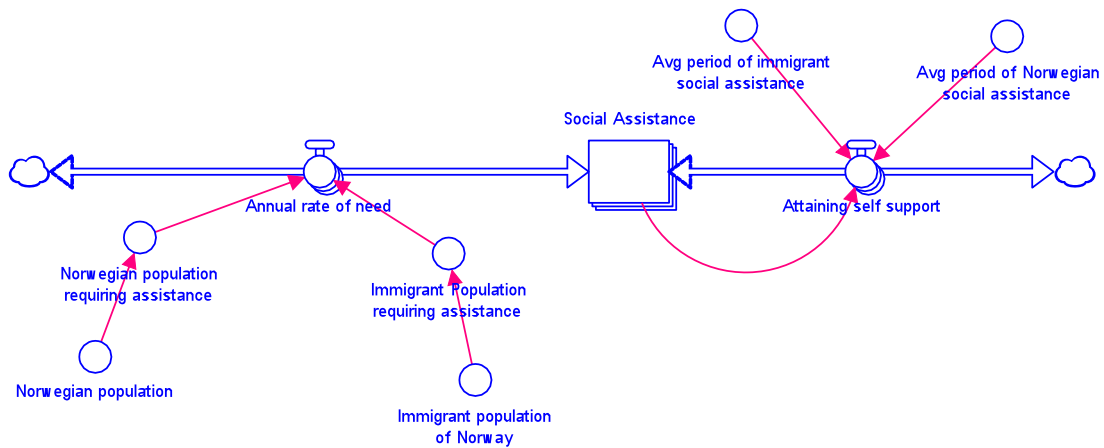 Avg period of immigrant
social assistance
Avg period of Norwegian
social assistance
Social Assistance
Annual rate of need
Attaining self support
Norwegian population
requiring assistance
Immigrant Population
requiring assistance
Norwegian population
Immigrant population
of Norway